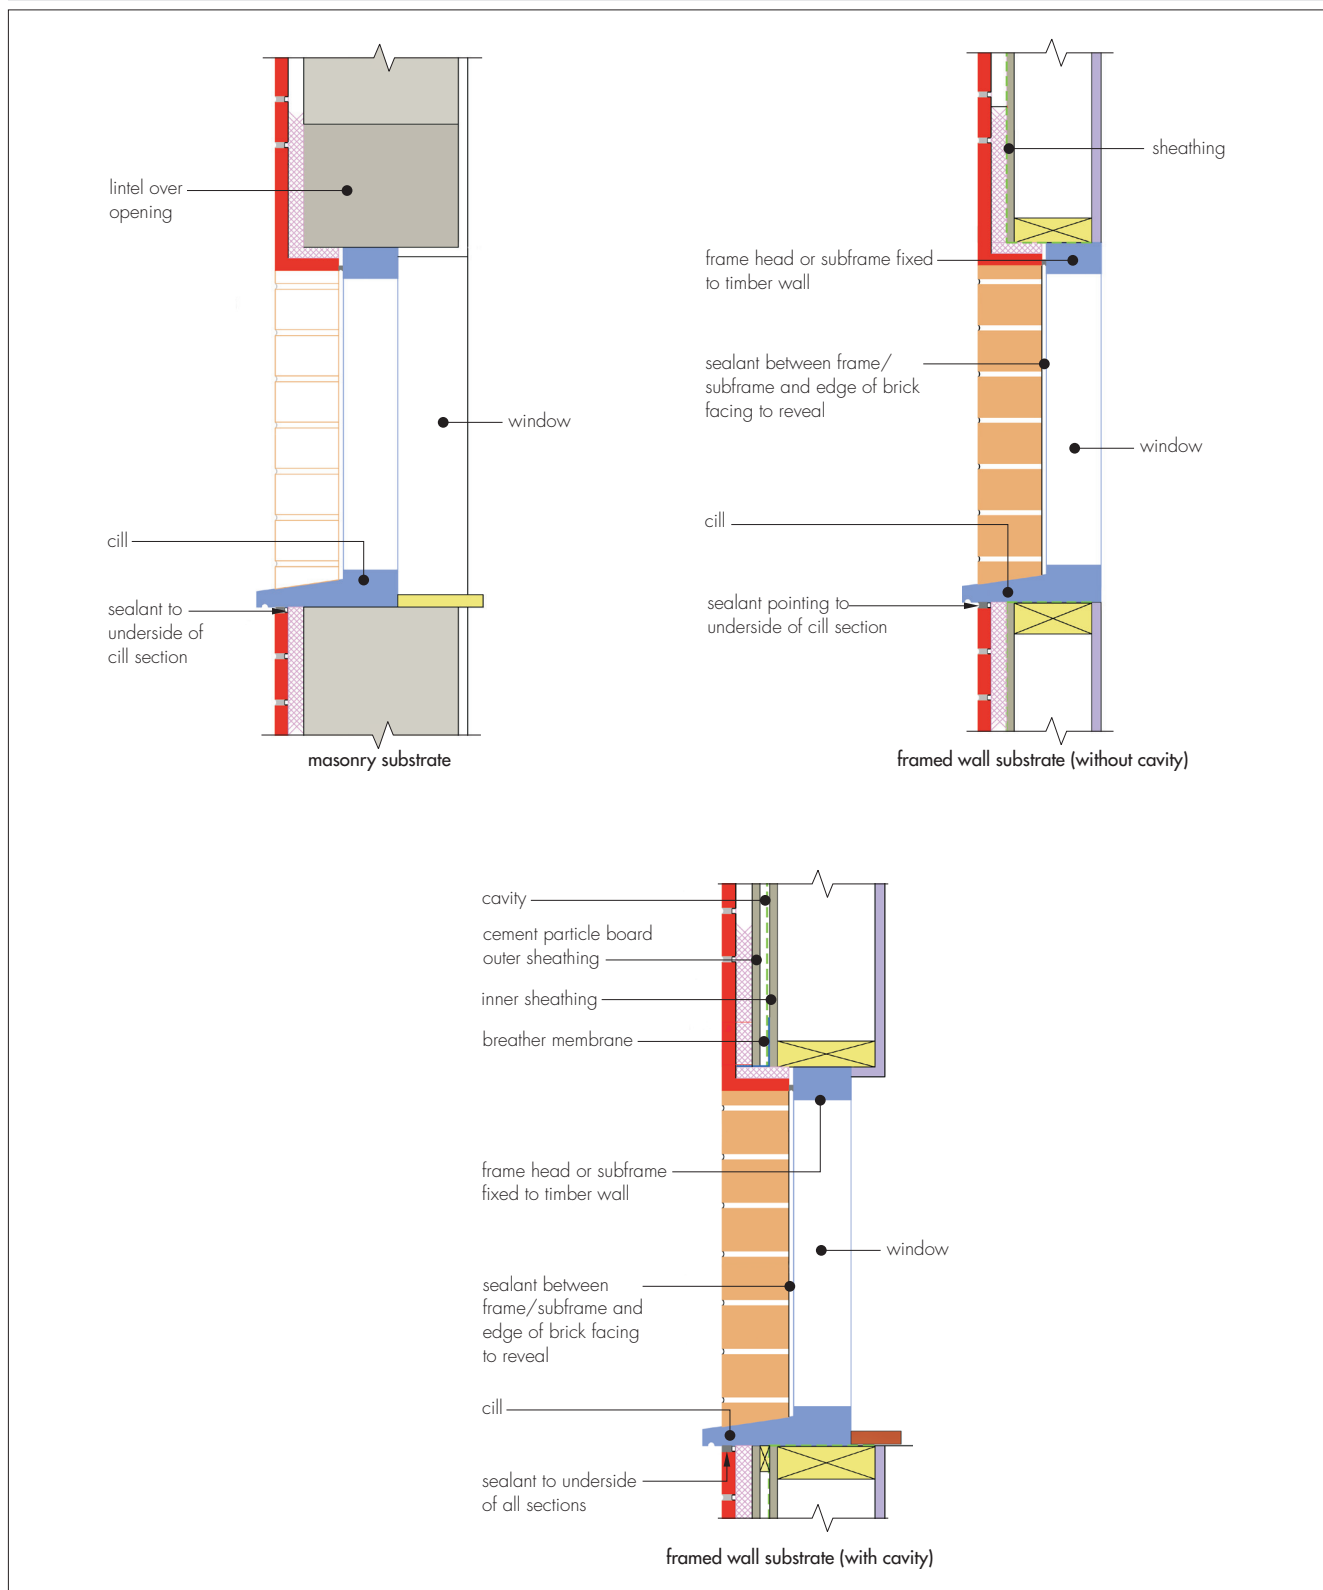 lintel over
opening
window
cill
sealant to
underside of
cill section
masonry substrate
sheathing
frame head or subframe fixed
to timber wall
sealant between frame/
subframe and edge of brick
facing to reveal
window
cill
sealant pointing to
underside of cill section
framed wall substrate (without cavity)
cavity
cement particle board
outer sheathing
inner sheathing
breather membrane
frame head or subframe
fixed to timber wall
window
sealant between
frame/subframe and
edge of brick facing
to reveal
cill
sealant to underside
of all sections
framed wall substrate (with cavity)